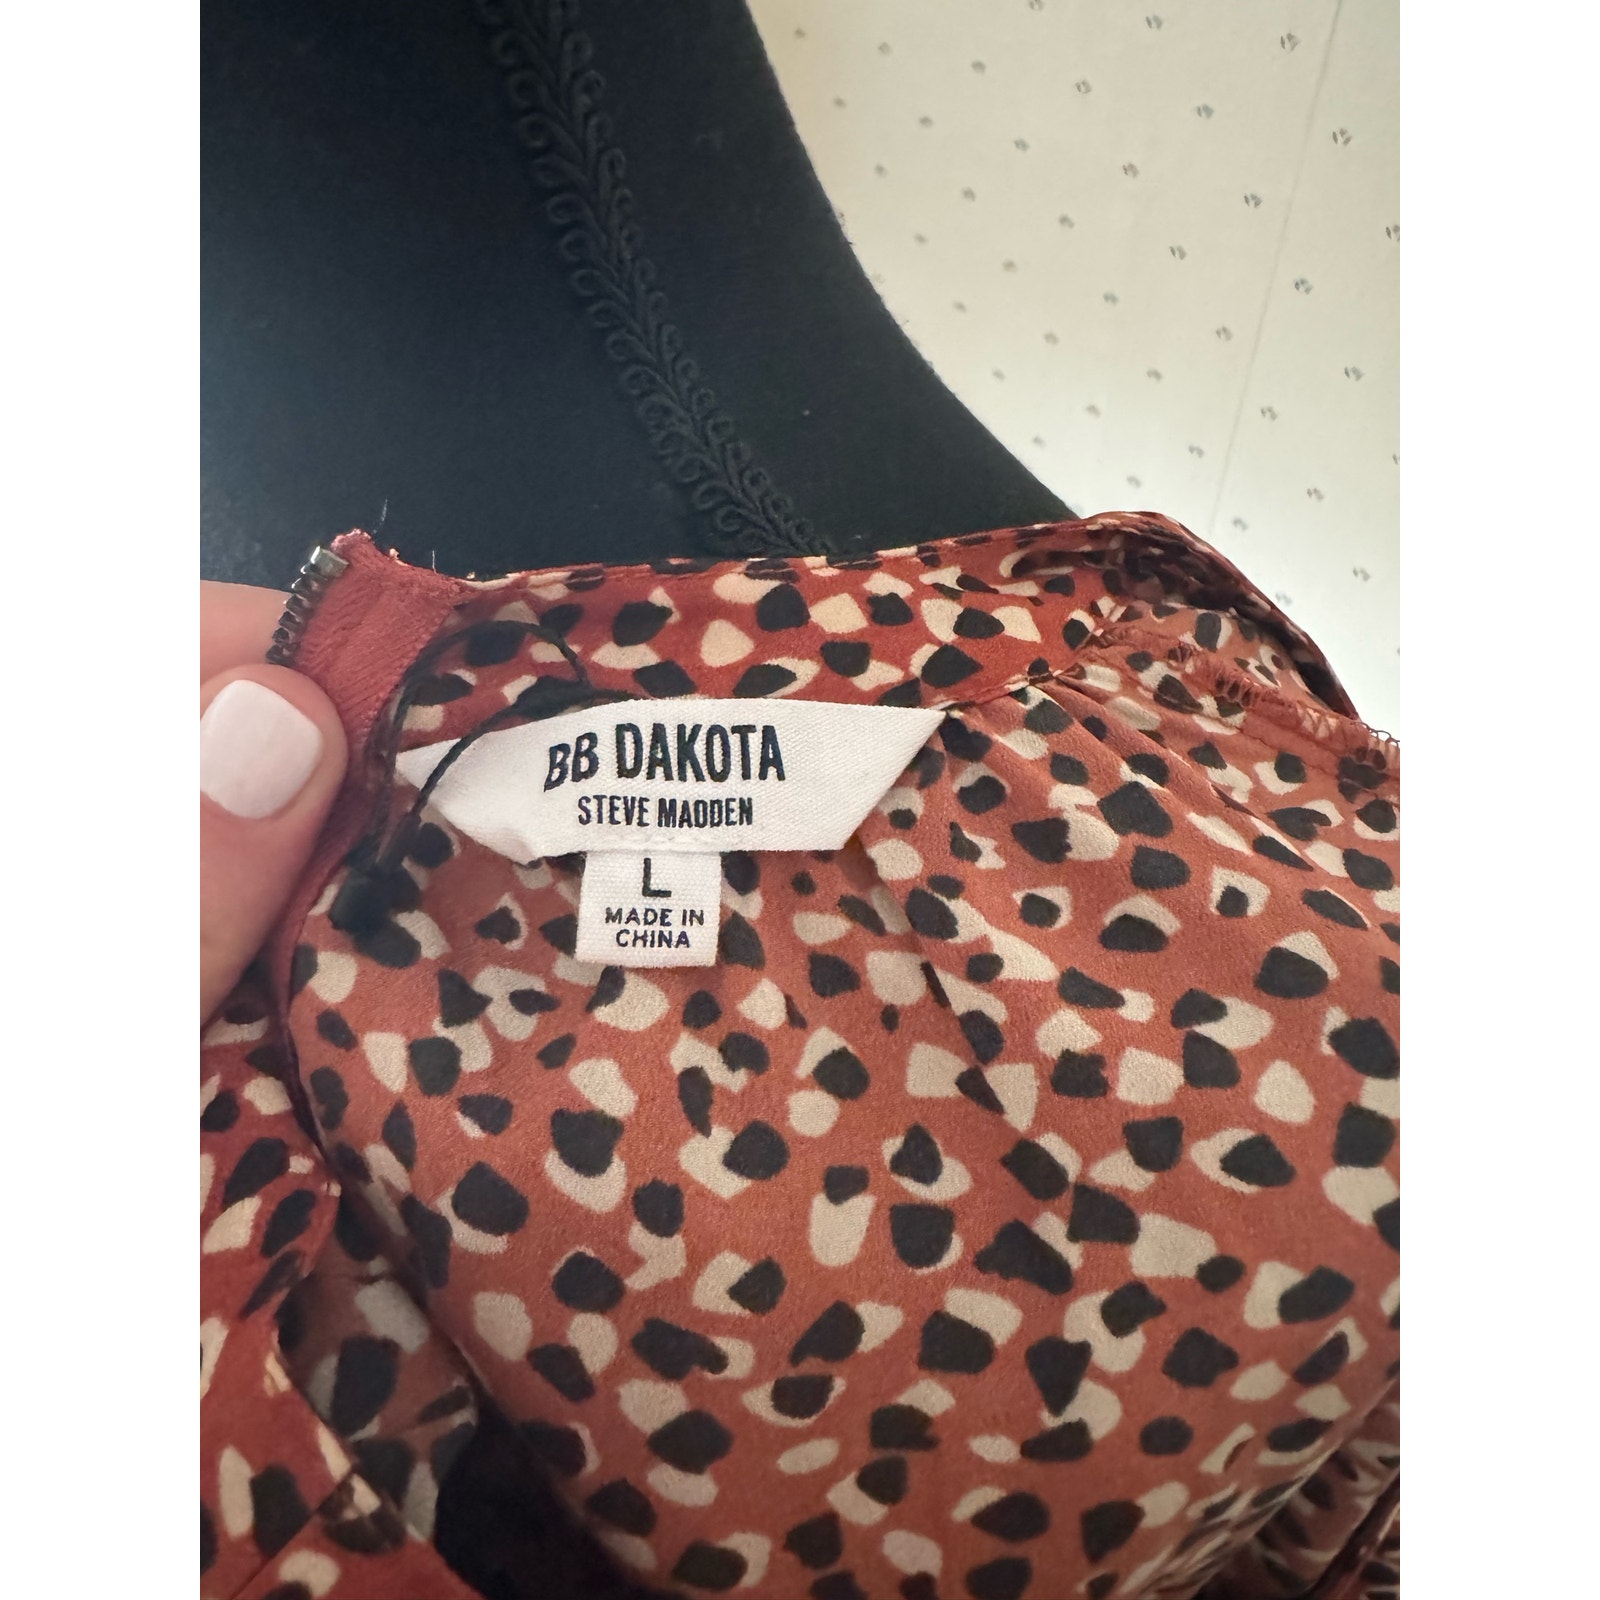 BB DAKOTA
STEVE MADDEN
L
MADE IN
CHINA